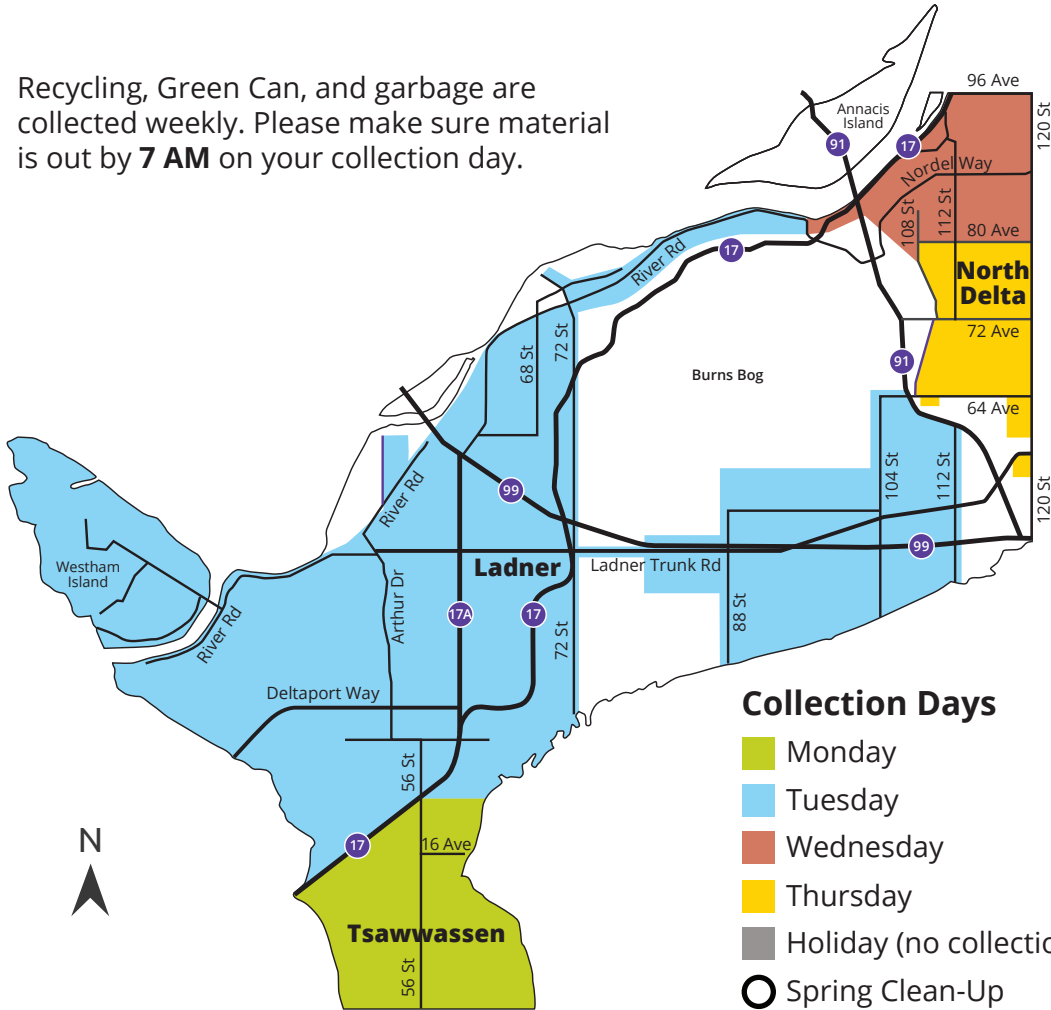 Recycling, Green Can, and garbage are
collected weekly. Please make sure material
is out by 7 AM on your collection day.
96 Ave
120 St
Annacis
Island
91
17
Nordel Way
108 St
112 St
80 Ave
North
Delta
River Rd
17
72 Ave
68 St
72 St
91
Burns Bog
64 Ave
River Rd
99
104 St
112 St
120 St
99
Westham
Island
Ladner
Ladner Trunk Rd
River Rd
Arthur Dr
17A
17
72 St
88 St
Deltaport Way
56 St
17
16 Ave
Tsawwassen
56 St
N
Collection Days
Monday
Tuesday
Wednesday
Thursday
Holiday (no collectio
Spring Clean-Up